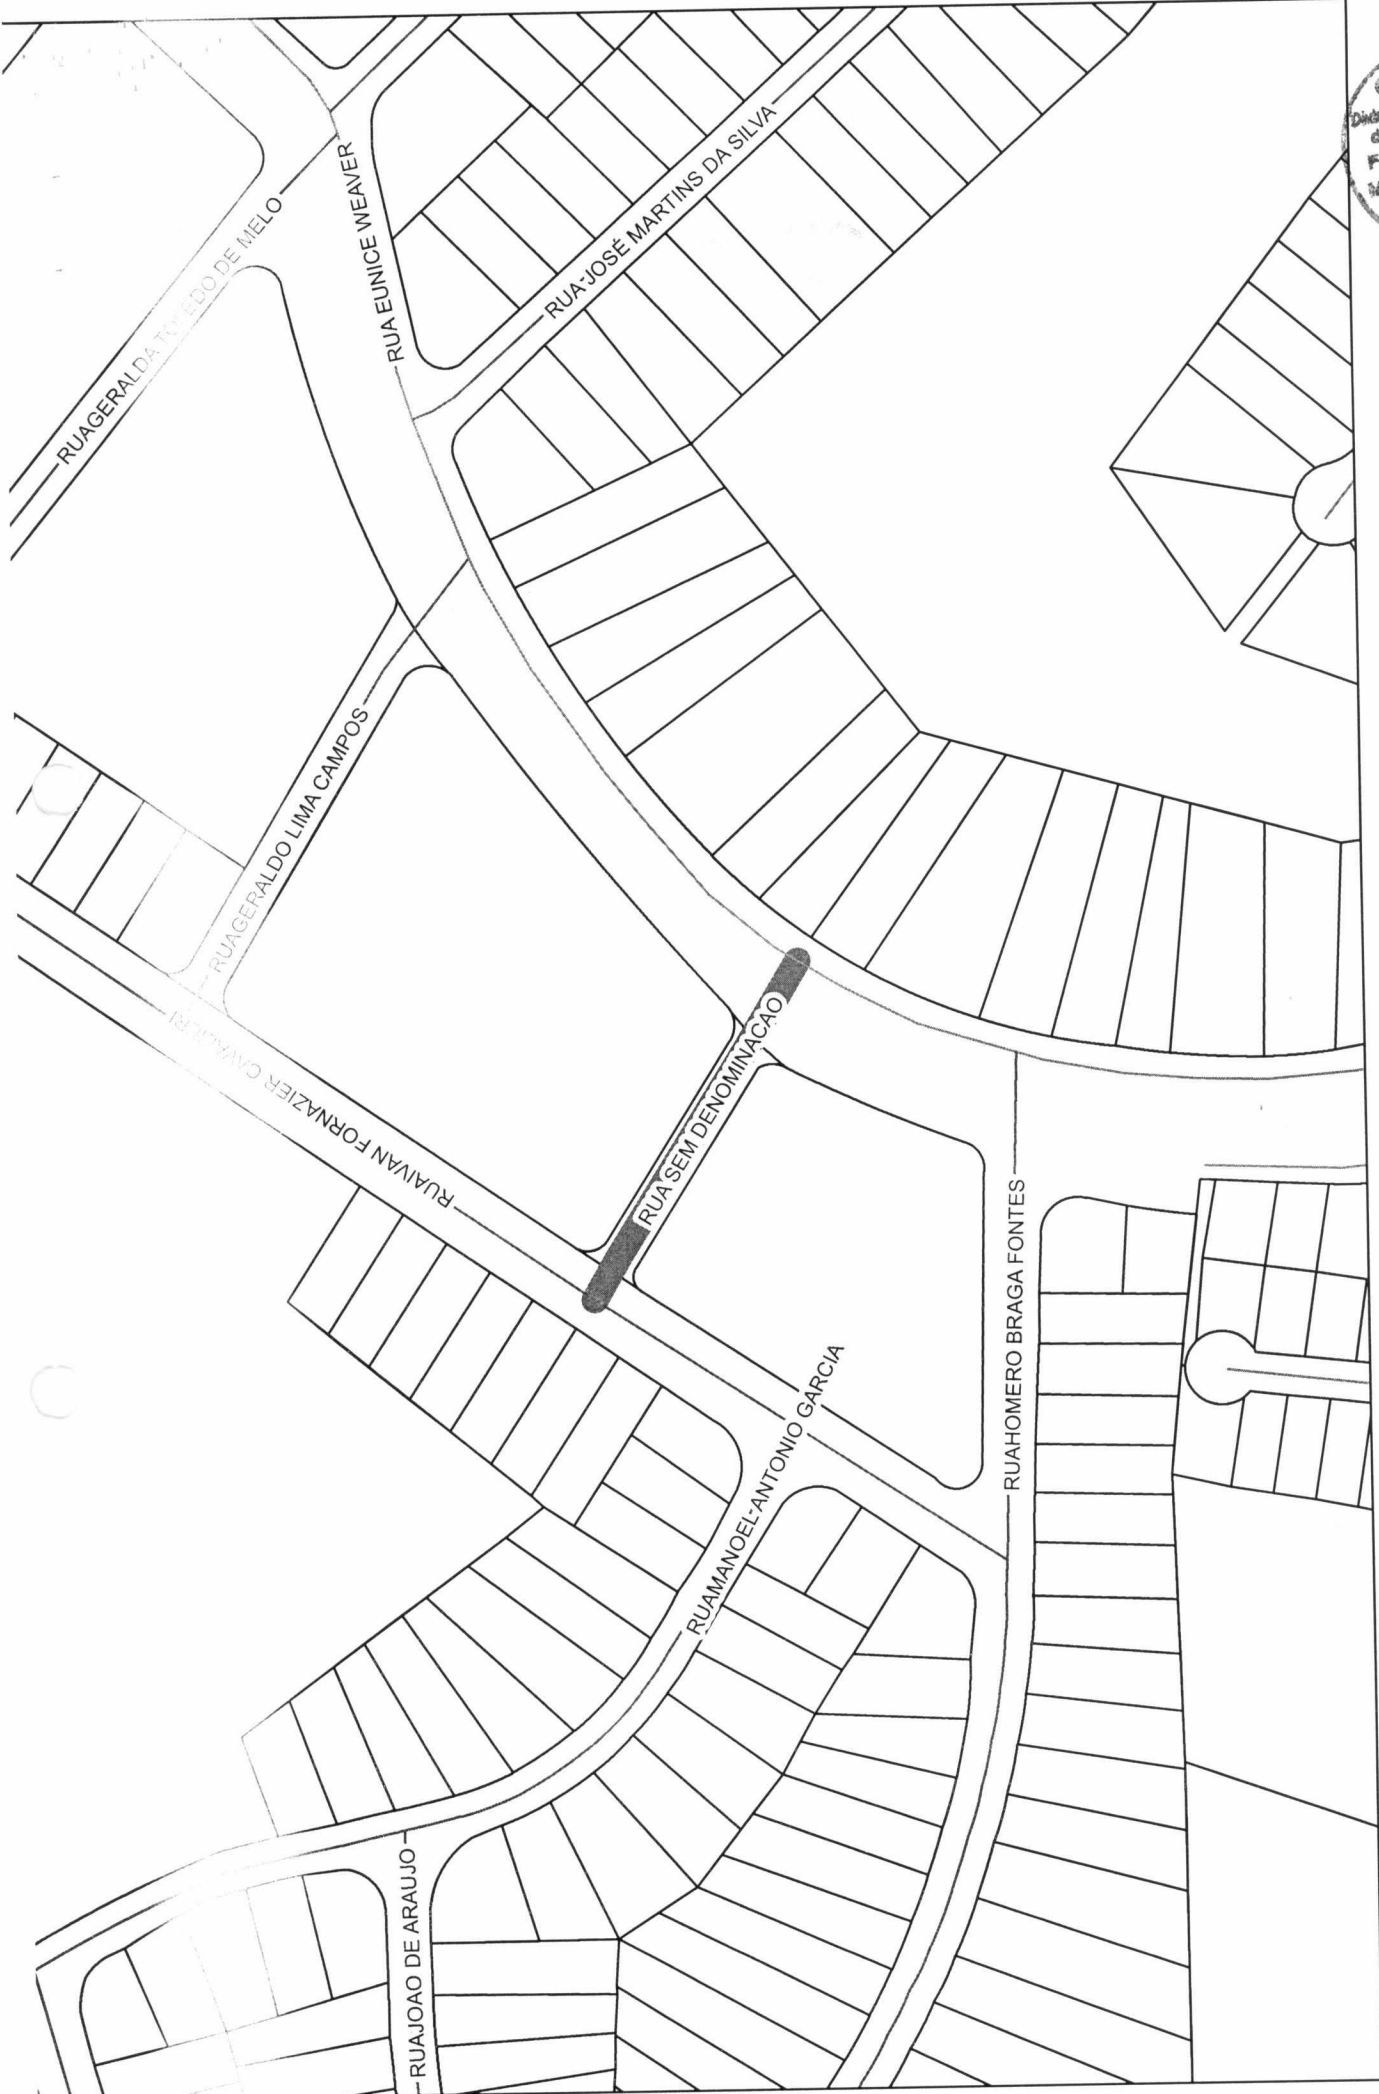 RUA EUNICE WEAVER
RUA JOSÉ MARTINS DA SILVA
RUAGERALDA TOLEDO DE MELO
RUAGERALDO LIMA CAMPOS
RUAIVAN FORNAZIER
RUA SEM DENOMINACAO
RUAHOMERO BRAGA FONTES
RUAMANOEL ANTONIO GARCIA
RUAJOAO DE ARAUJO